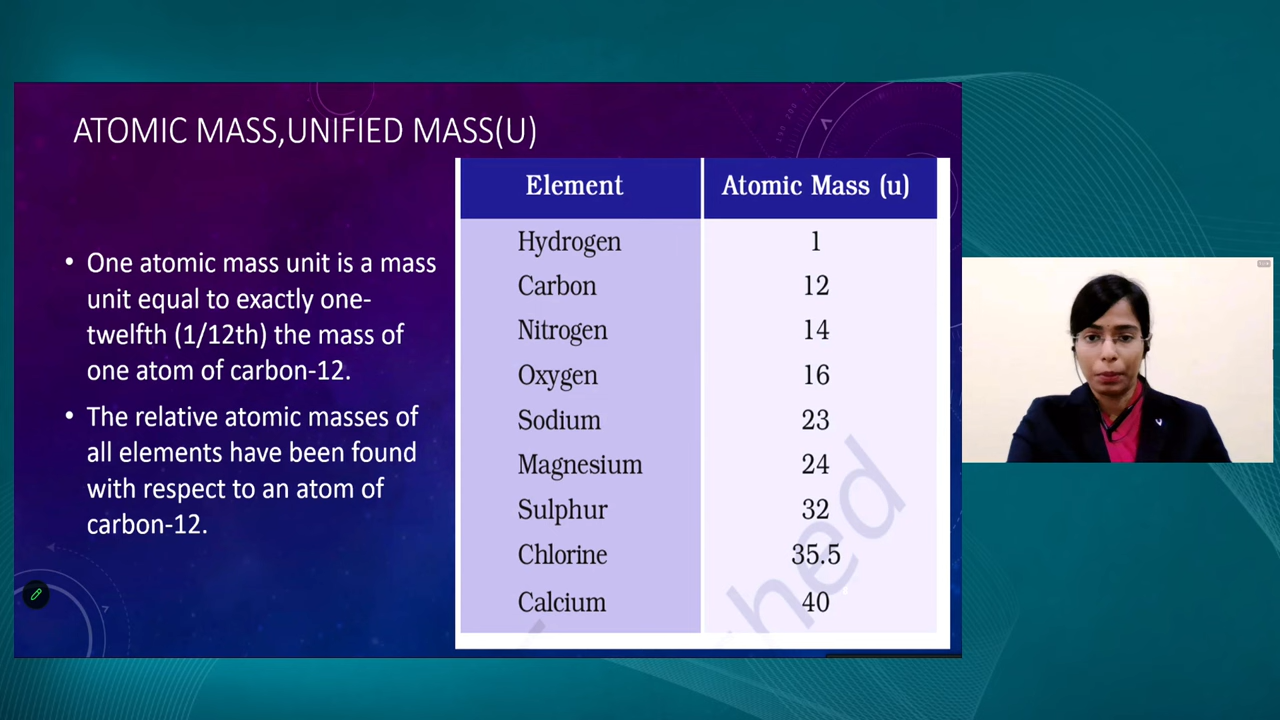 ATOMIC MASS,UNIFIED MASS(U)
• One atomic mass unit is a mass
unit equal to exactly one-
twelfth (1/12th) the mass of
one atom of carbon-12.
• The relative atomic masses of
all elements have been found
with respect to an atom of
carbon-12.
Element Atomic Mass (u)
Hydrogen 1
Carbon 12
Nitrogen 14
Oxygen 16
Sodium 23
Magnesium 24
Sulphur 32
Chlorine 35.5
Calcium 40
hed